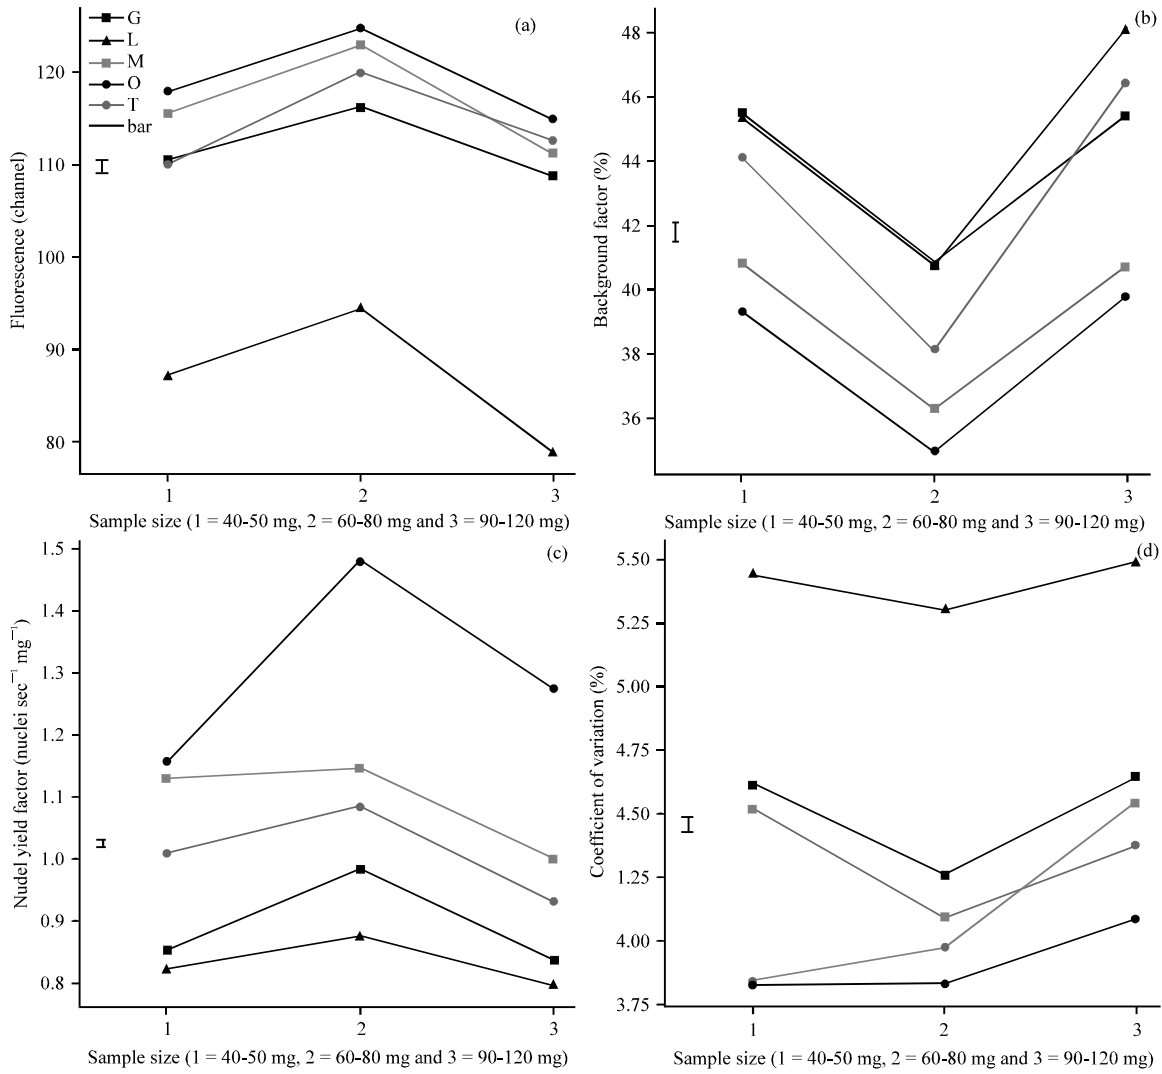 (a)
G
L
M
O
T
bar
120
110
100
90
80
Fluorescence (channel)
1 2 3
Sample size (1 = 40-50 mg, 2 = 60-80 mg and 3 = 90-120 mg)
(b)
48
46
44
42
40
38
36
Background factor (%)
1 2 3
Sample size (1 = 40-50 mg, 2 = 60-80 mg and 3 = 90-120 mg)
(c)
1.5
1.4
1.3
1.2
1.1
1.0
0.9
0.8
Nudel yield factor (nuclei sec⁻¹ mg⁻¹)
1 2 3
Sample size (1 = 40-50 mg, 2 = 60-80 mg and 3 = 90-120 mg)
(d)
5.50
5.25
5.00
4.75
4.50
4.25
4.00
3.75
Coefficient of variation (%)
1 2 3
Sample size (1 = 40-50 mg, 2 = 60-80 mg and 3 = 90-120 mg)